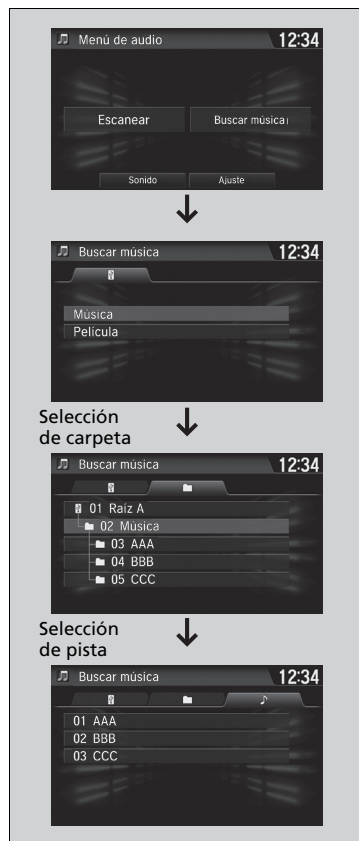 Menú de audio 12:34
Escanear Buscar música
Sonido Ajuste
Buscar música 12:34
Música
Película
Selección
de carpeta
Buscar música 12:34
01 Raíz A
02 Música
03 AAA
04 BBB
05 CCC
Selección
de pista
Buscar música 12:34
01 AAA
02 BBB
03 CCC